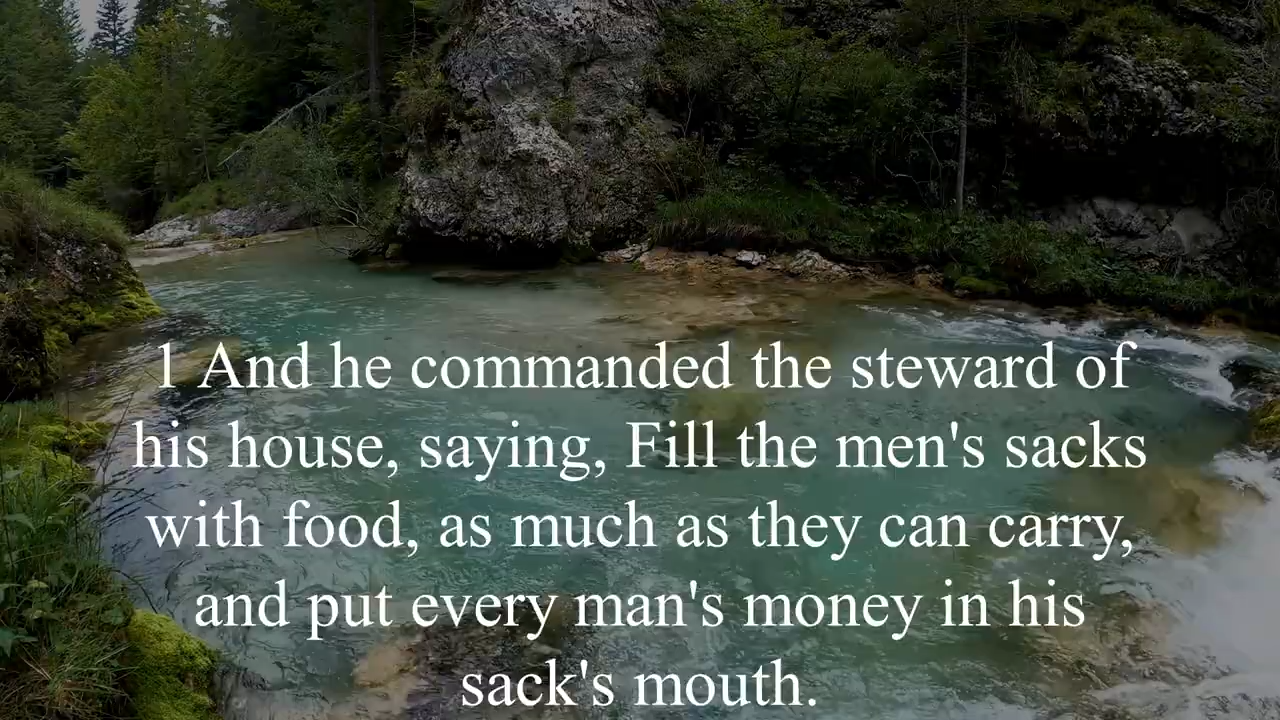 1 And he commanded the steward of
his house, saying, Fill the men's sacks
with food, as much as they can carry,
and put every man's money in his
sack's mouth.